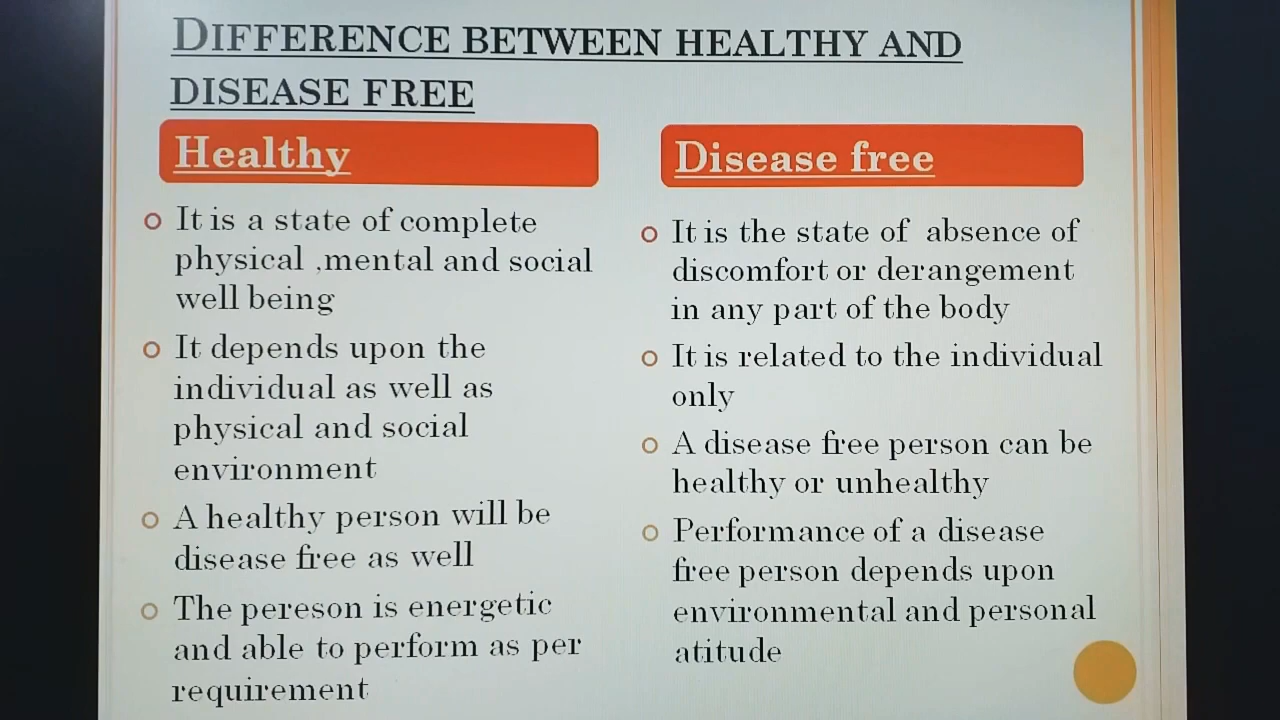 DIFFERENCE BETWEEN HEALTHY AND
DISEASE FREE
Healthy
It is a state of complete
physical ,mental and social
well being
It depends upon the
individual as well as
physical and social
environment
A healthy person will be
disease free as well
The pereson is energetic
and able to perform as per
requirement
Disease free
It is the state of absence of
discomfort or derangement
in any part of the body
It is related to the individual
only
A disease free person can be
healthy or unhealthy
Performance of a disease
free person depends upon
environmental and personal
atitude